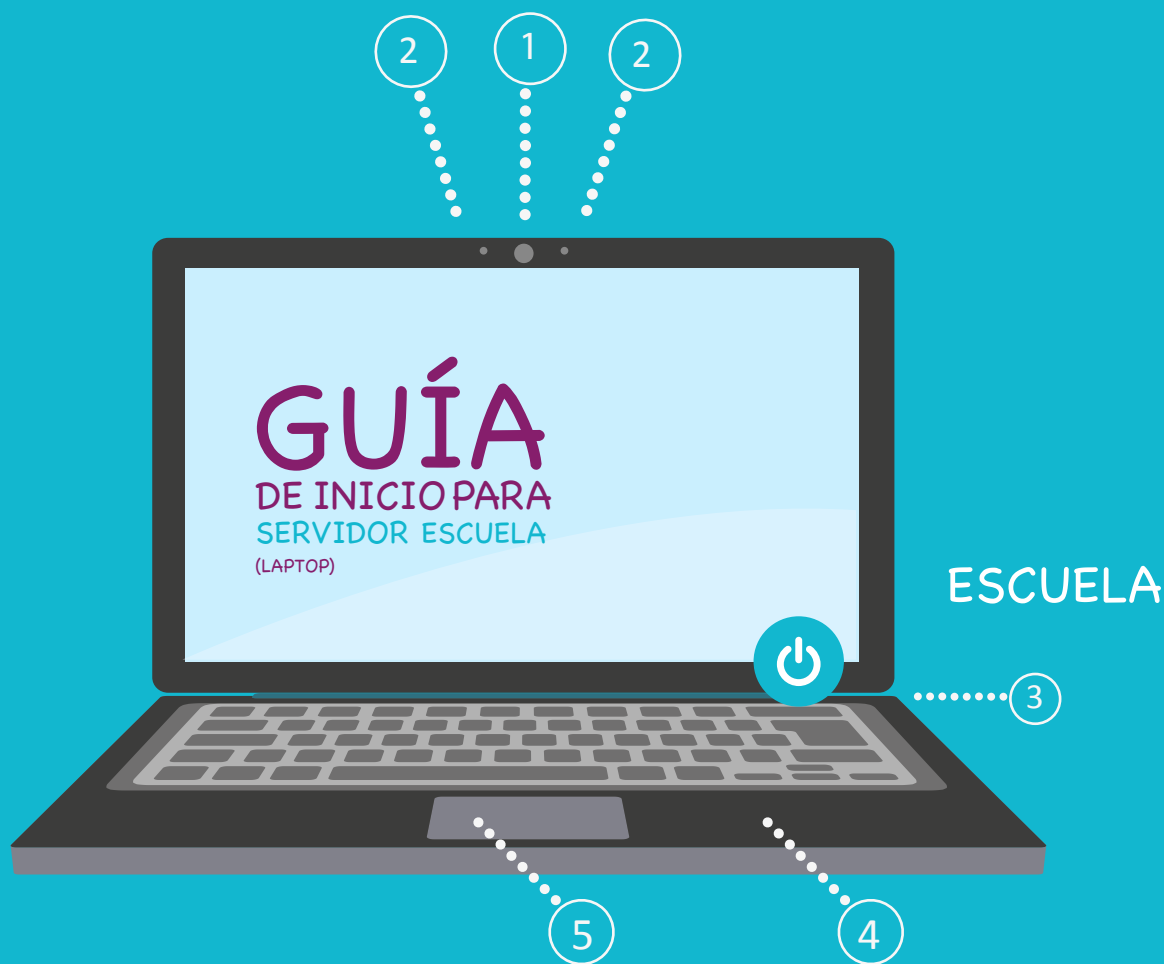 2 1 2
GUÍA
DE INICIO PARA
SERVIDOR ESCUELA
(LAPTOP)
ESCUELA
3
5 4